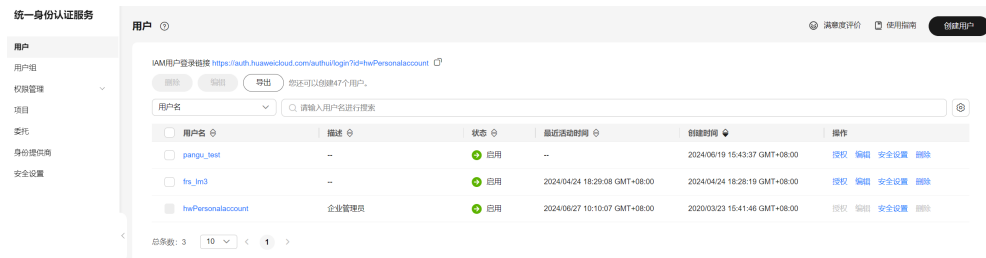 统一身份认证服务
用户
用户组
权限管理
项目
委托
身份提供商
安全设置
用户
满意度评价 使用指南 创建用户
IAM用户登录链接 https://auth.huaweicloud.com/authui/login?id=hwPersonalaccount
删除 编辑 导出 您还可以创建47个用户。
用户名 请输入用户名进行搜索
用户名 描述 状态 最近活动时间 创建时间 操作
pangu_test -- 启用 -- 2024/06/19 15:43:37 GMT+08:00 授权 编辑 安全设置 删除
frs_lm3 -- 启用 2024/04/24 18:29:08 GMT+08:00 2024/04/24 18:28:19 GMT+08:00 授权 编辑 安全设置 删除
hwPersonalaccount 企业管理员 启用 2024/06/27 10:10:07 GMT+08:00 2020/03/23 15:41:46 GMT+08:00 授权 编辑 安全设置 删除
总条数: 3 10 < 1 >